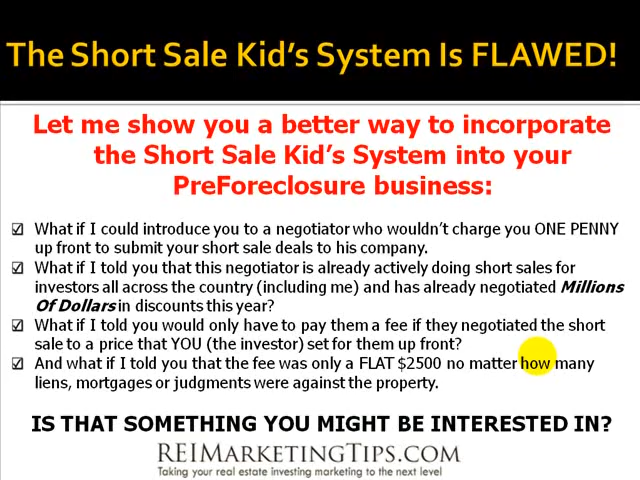 The Short Sale Kid's System Is FLAWED!
Let me show you a better way to incorporate
the Short Sale Kid's System into your
PreForeclosure business:
What if I could introduce you to a negotiator who wouldn't charge you ONE PENNY
up front to submit your short sale deals to his company.
What if I told you that this negotiator is already actively doing short sales for
investors all across the country (including me) and has already negotiated Millions
Of Dollars in discounts this year?
What if I told you would only have to pay them a fee if they negotiated the short
sale to a price that YOU (the investor) set for them up front?
And what if I told you that the fee was only a FLAT $2500 no matter how many
liens, mortgages or judgments were against the property.
IS THAT SOMETHING YOU MIGHT BE INTERESTED IN?
REIMARKETINGTIPS.COM
Taking your real estate investing marketing to the next level